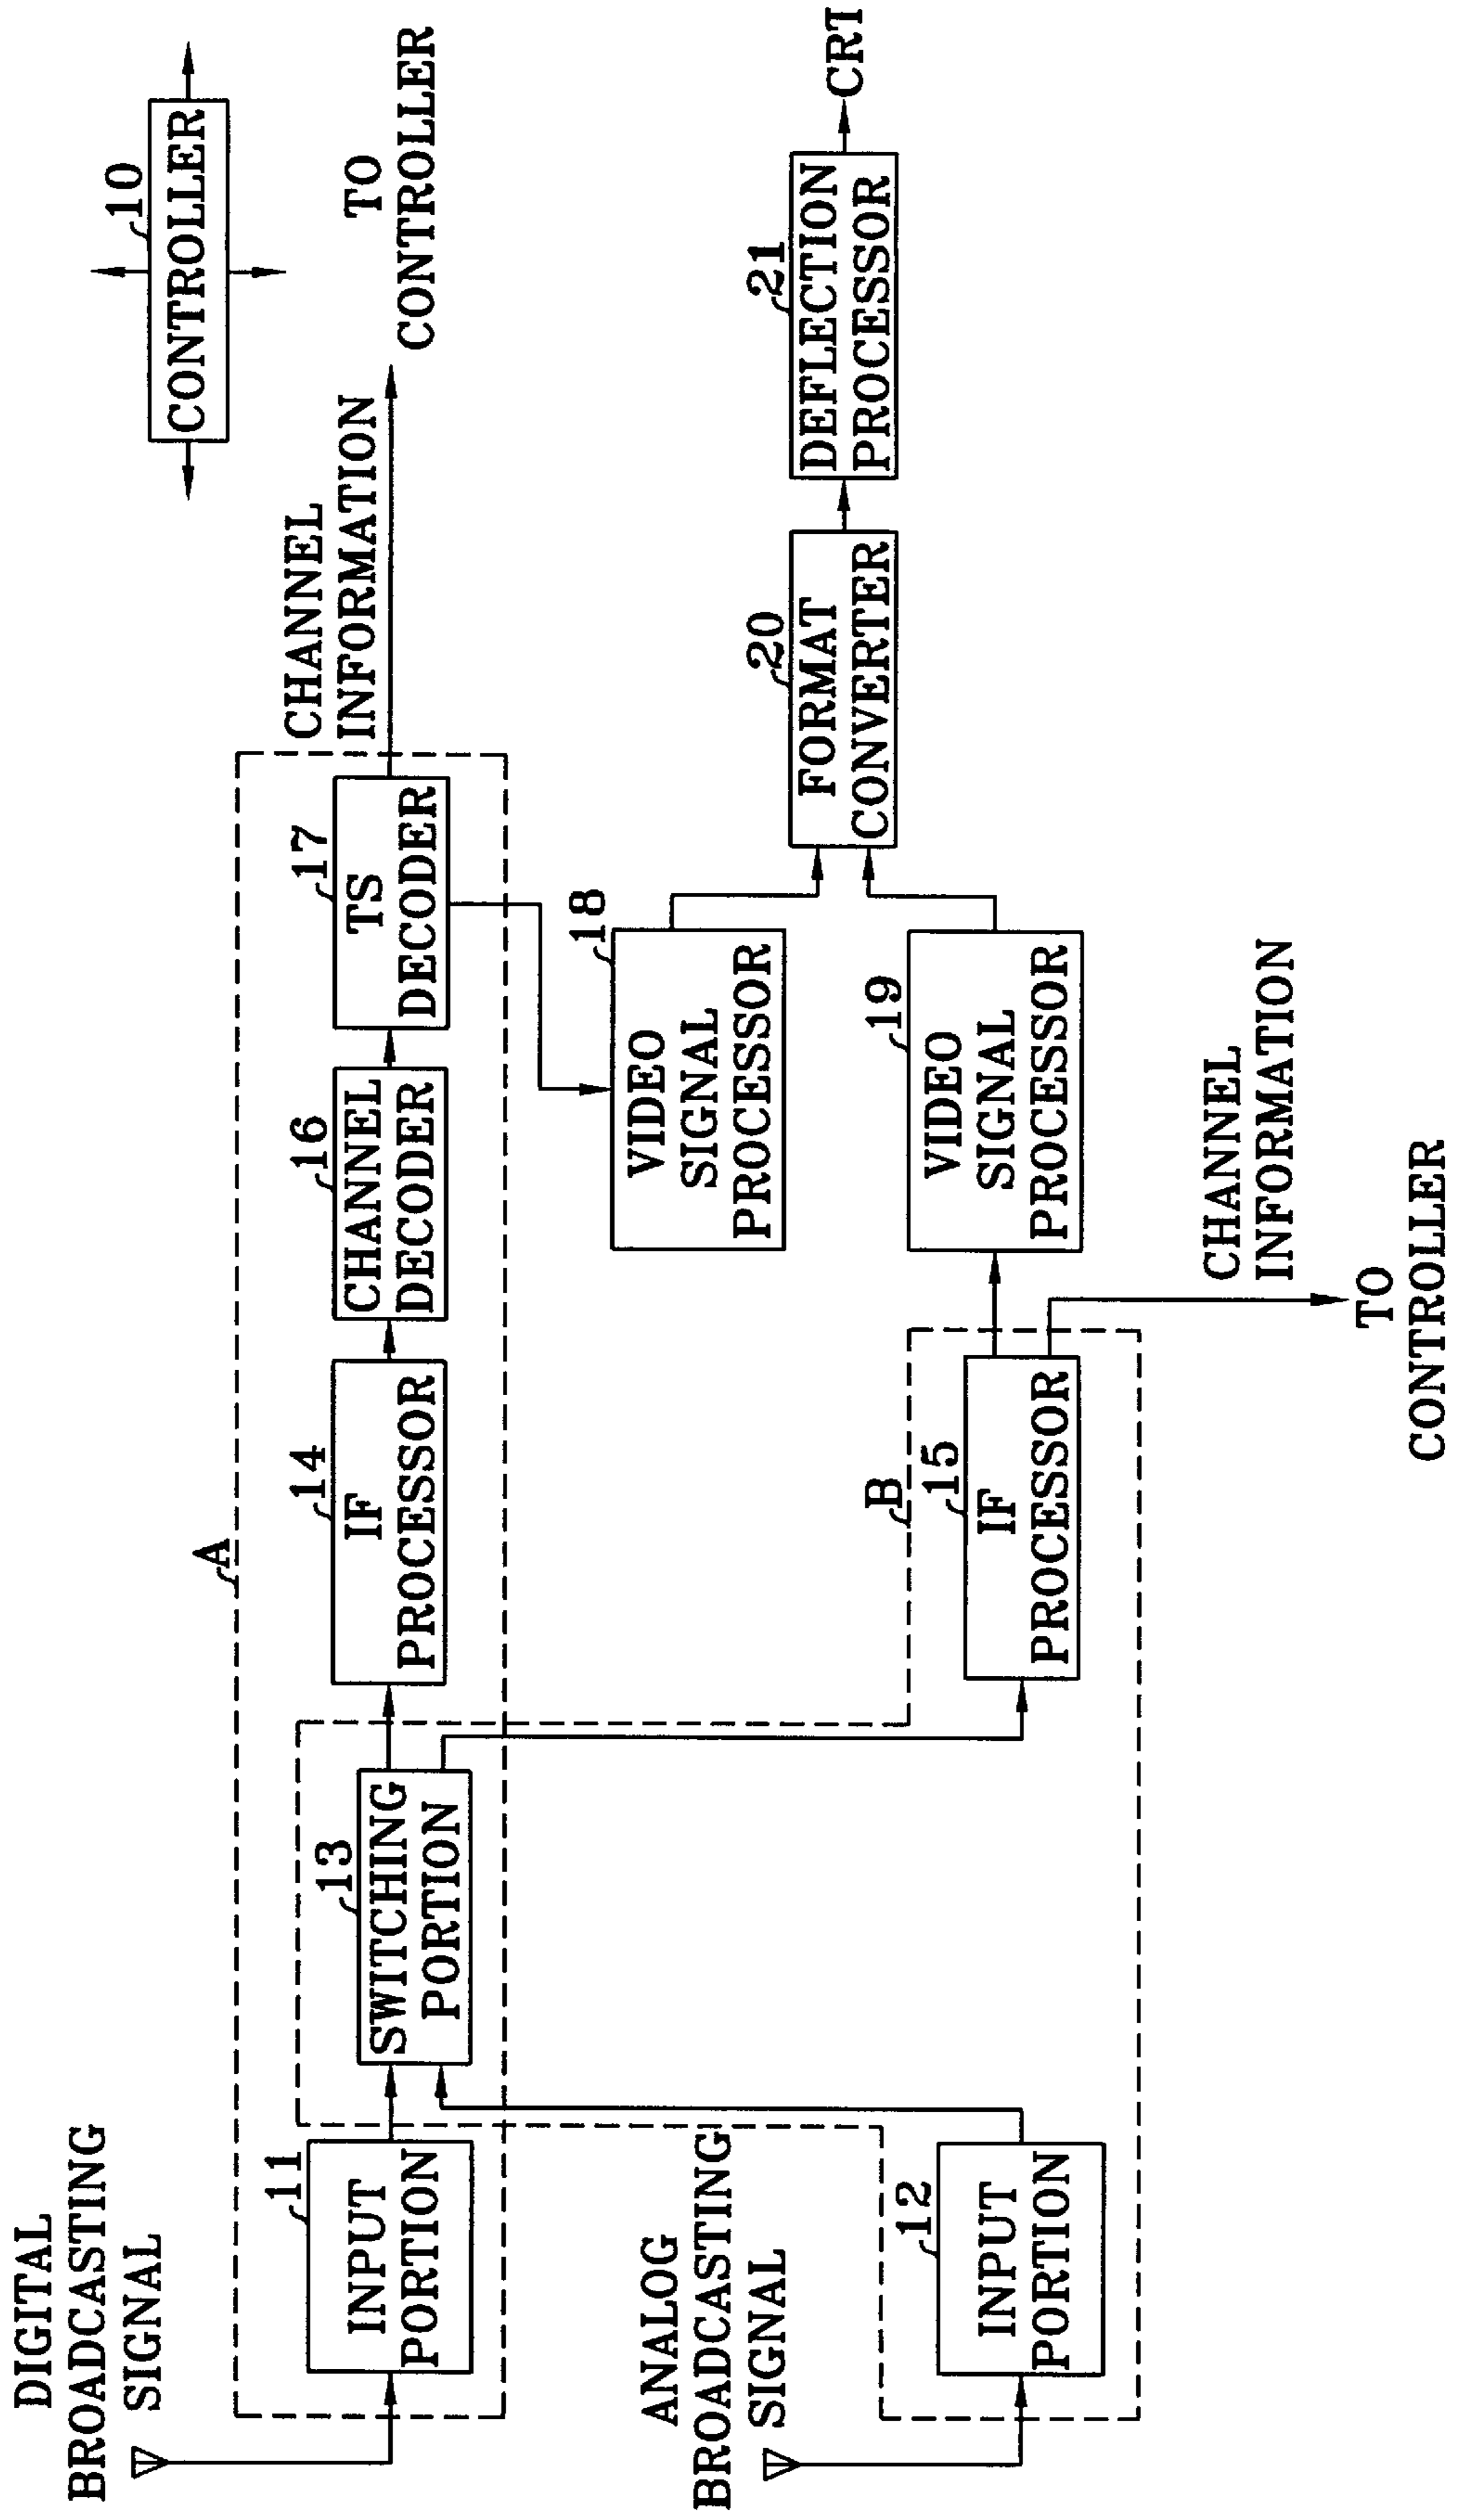 DIGITAL
BROADCASTING
SIGNAL
11
INPUT
PORTION
13
SWITCHING
PORTION
A
14
IF
PROCESSOR
16
CHANNEL
DECODER
17
TS
DECODER
CHANNEL
INFORMATION
TO
CONTROLLER
10
CONTROLLER
18
VIDEO
SIGNAL
PROCESSOR
20
FORMAT
CONVERTER
21
DEFLECTION
PROCESSOR
CRT
ANALOG
BROADCASTING
SIGNAL
12
INPUT
PORTION
B
15
IF
PROCESSOR
19
VIDEO
SIGNAL
PROCESSOR
CHANNEL
INFORMATION
TO
CONTROLLER